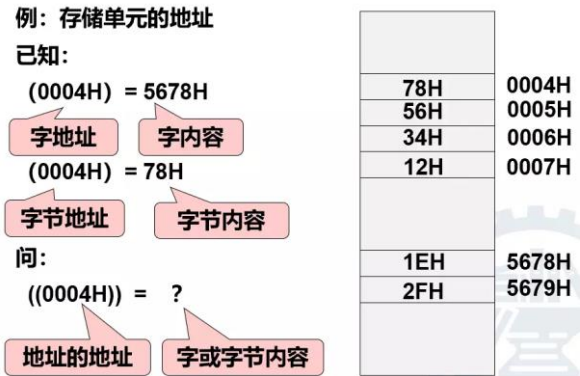 例：存储单元的地址
已知：
(0004H) = 5678H
字地址 字内容
(0004H) = 78H
字节地址 字节内容
问：
((0004H)) = ?
地址的地址 字或字节内容
78H 0004H
56H 0005H
34H 0006H
12H 0007H
1EH 5678H
2FH 5679H